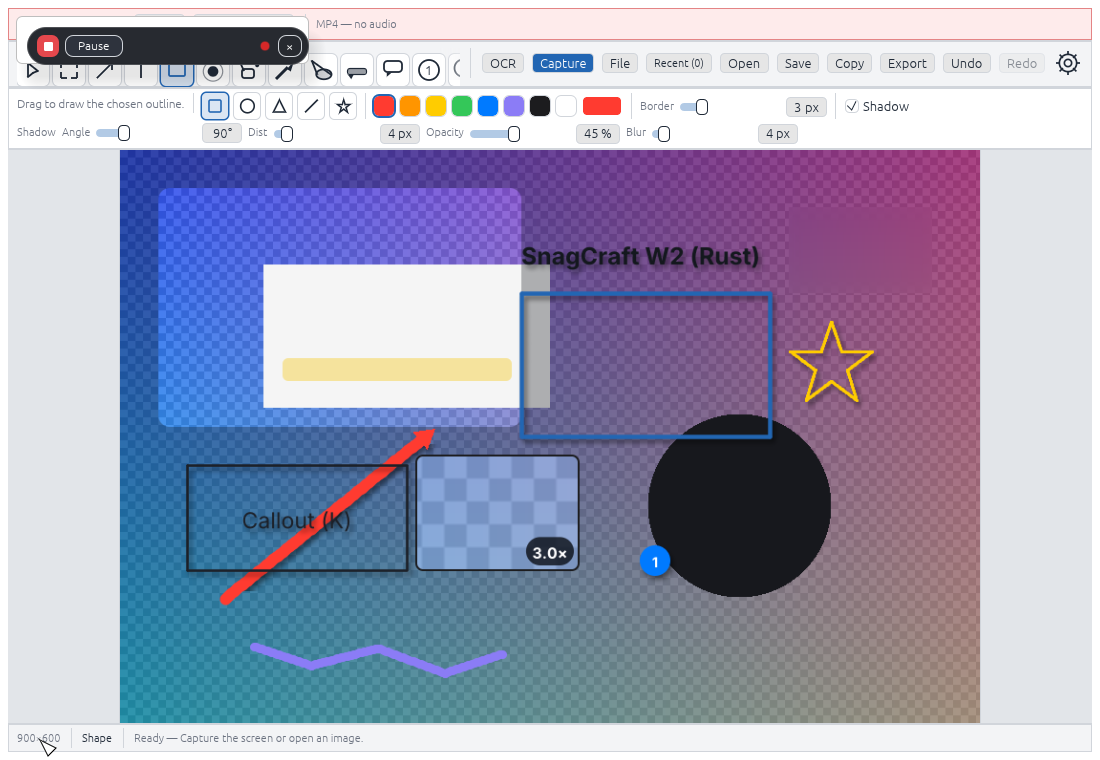 MP4 — no audio
Pause
×
1
OCR
Capture
File
Recent (0)
Open
Save
Copy
Export
Undo
Redo
Drag to draw the chosen outline.
Border
3 px
Shadow
Shadow
Angle
90°
Dist
4 px
Opacity
45 %
Blur
4 px
SnagCraft W2 (Rust)
Callout (K)
3.0×
1
900×600
Shape
Ready — Capture the screen or open an image.